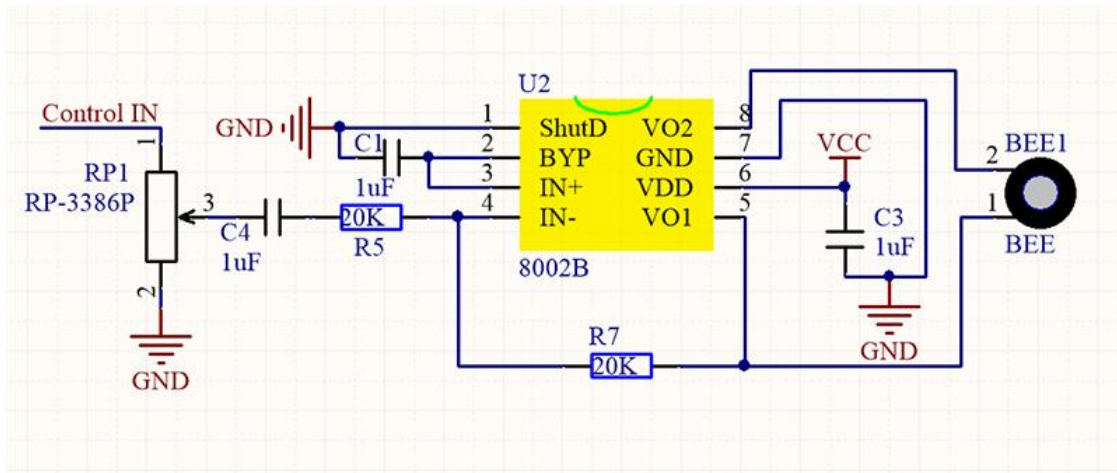 Control IN
1
RP1
RP-3386P
3
2
GND
C4
1uF
20K
R5
GND
C1
1uF
U2
1 ShutD VO2 8
2 BYP GND 7
3 IN+ VDD 6
4 IN- VO1 5
8002B
R7
20K
VCC
C3
1uF
GND
2
BEE1
1
BEE